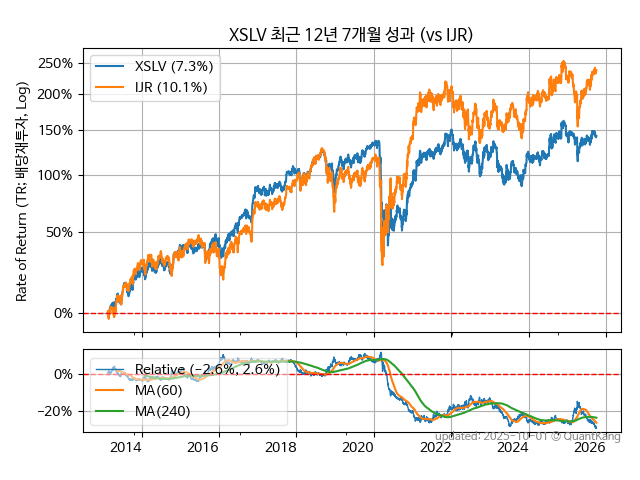 XSLV 최근 12년 7개월 성과 (vs IJR)
Rate of Return (TR; 배당재투자, Log)
250%
200%
150%
100%
50%
0%
XSLV (7.3%)
IJR (10.1%)
0%
−20%
Relative (−2.6%, 2.6%)
MA(60)
MA(240)
2014 2016 2018 2020 2022 2024 2026
updated: 2025-10-01 © QuantKang